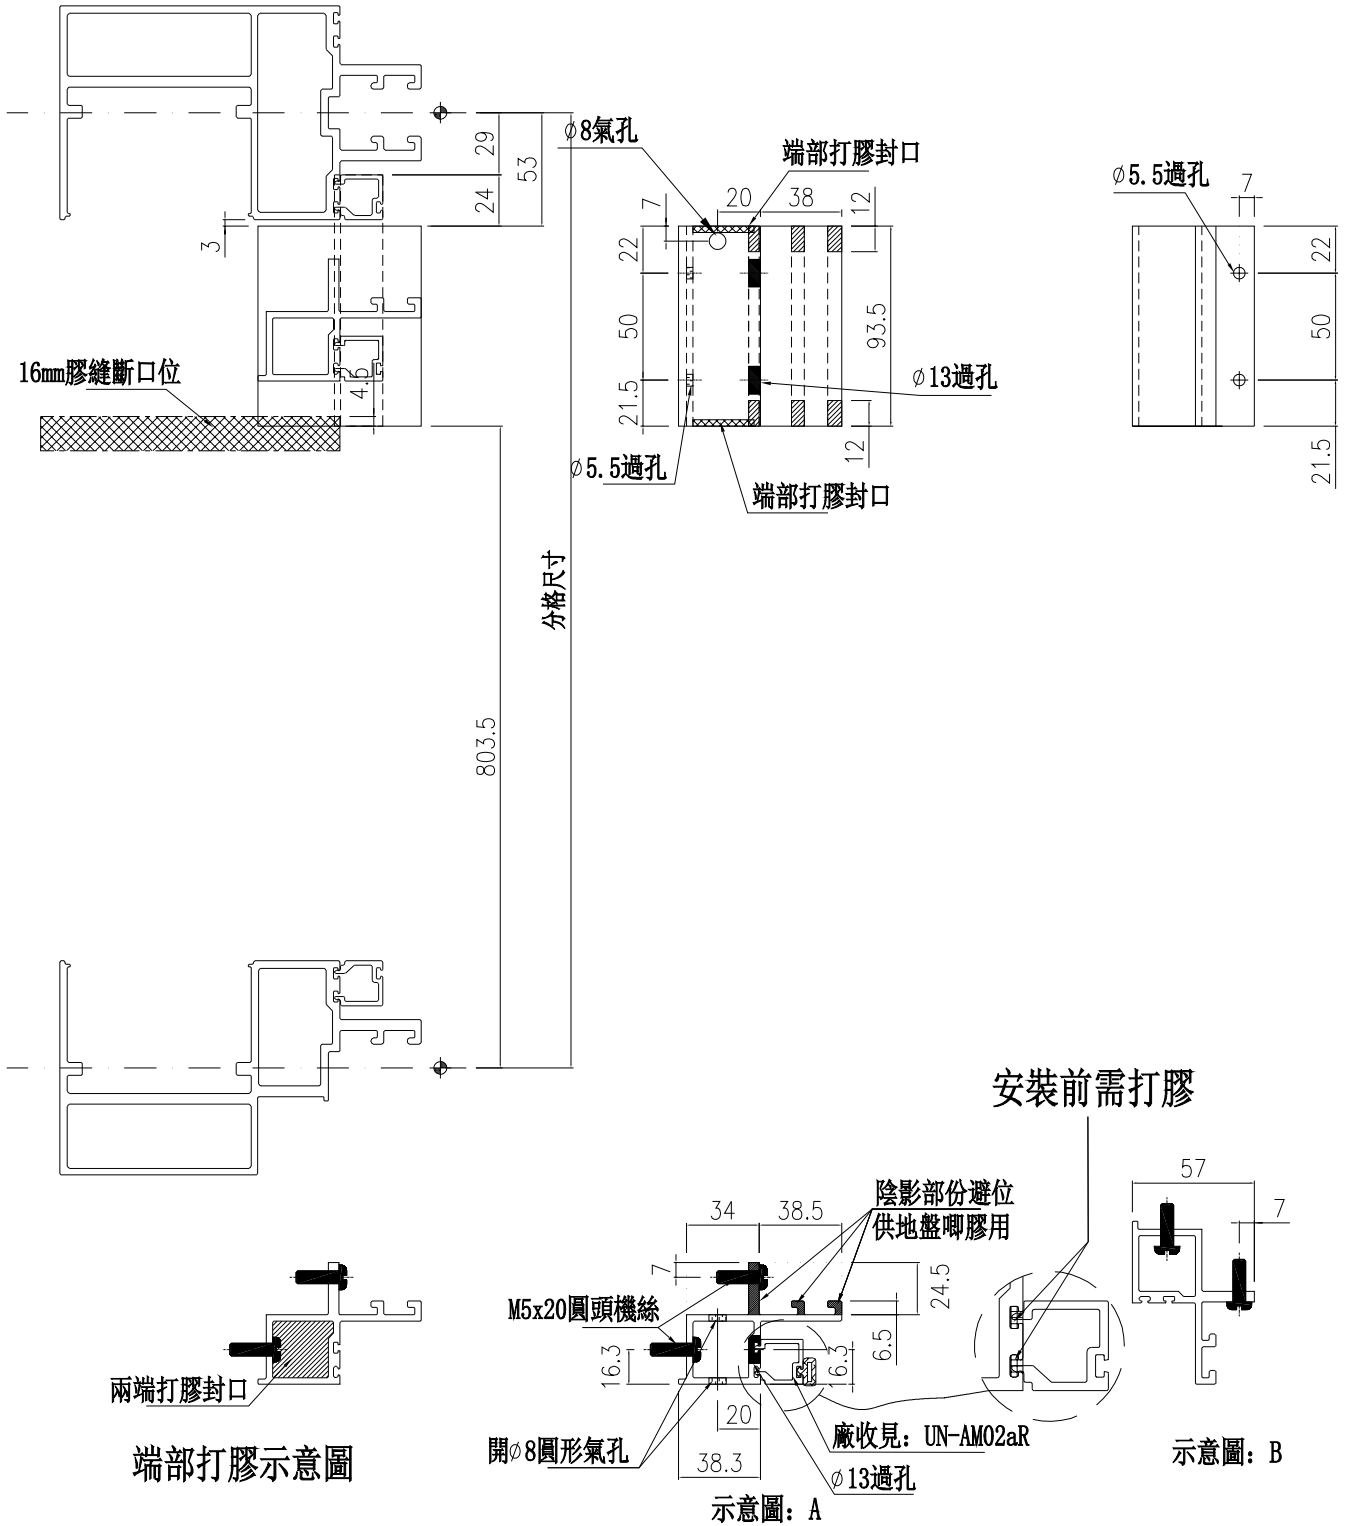 29
53
24
3
16mm膠縫斷口位
4.5
803.5
分格尺寸
∅8氣孔
端部打膠封口
20
38
7
12
22
50
21.5
93.5
∅13過孔
12
∅5.5過孔
端部打膠封口
∅5.5過孔
7
22
50
21.5
安裝前需打膠
陰影部份避位
供地盤唧膠用
34
38.5
7
24.5
6.5
M5x20圓頭機絲
16.3
16.3
20
38.3
開∅8圓形氣孔
廠收見: UN-AM02aR
∅13過孔
示意圖: A
57
7
示意圖: B
兩端打膠封口
端部打膠示意圖